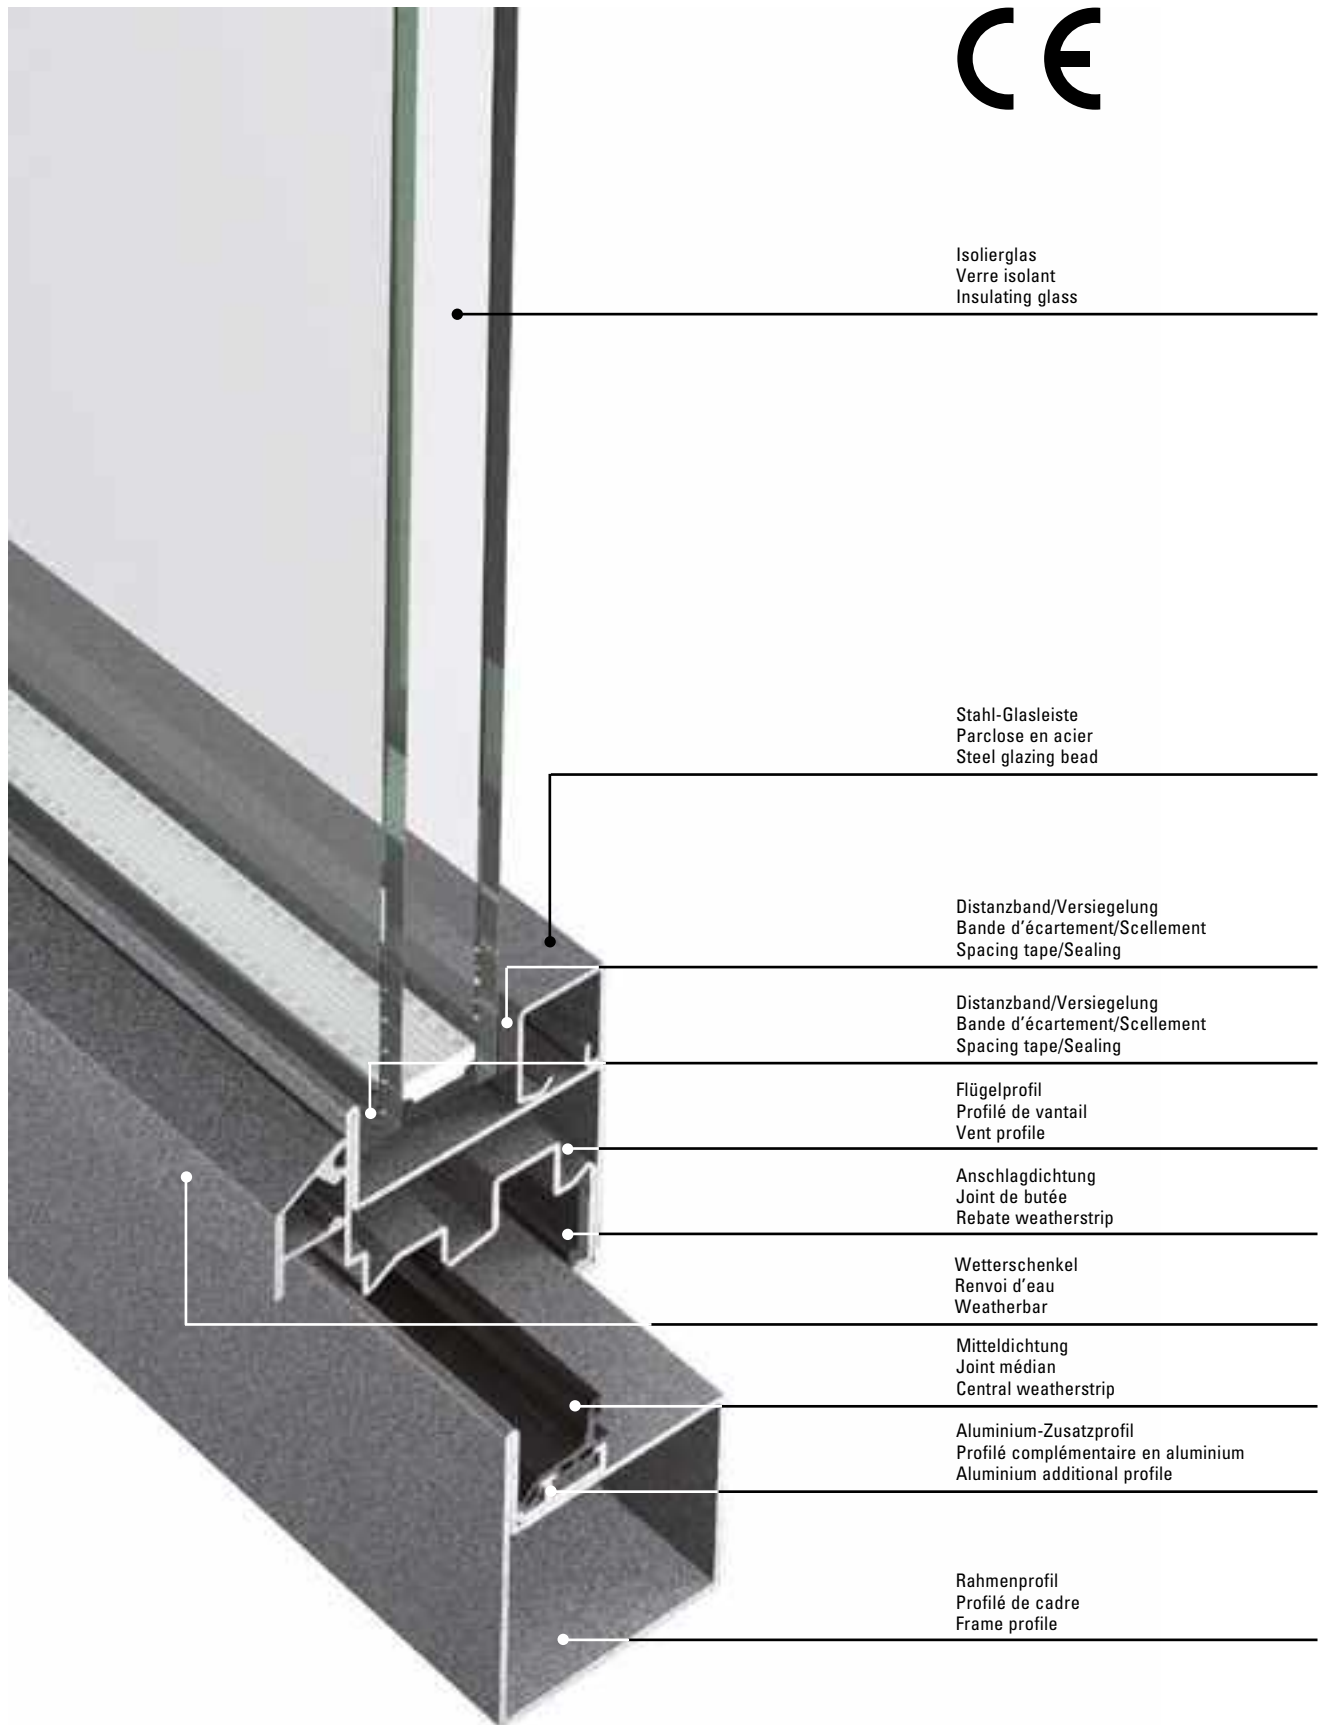 CE
Isolierglas
Verre isolant
Insulating glass
Stahl-Glasleiste
Parclose en acier
Steel glazing bead
Distanzband/Versiegelung
Bande d'écartement/Scellement
Spacing tape/Sealing
Distanzband/Versiegelung
Bande d'écartement/Scellement
Spacing tape/Sealing
Flügelprofil
Profilé de vantail
Vent profile
Anschlagdichtung
Joint de butée
Rebate weatherstrip
Wetterschenkel
Renvoi d'eau
Weatherbar
Mitteldichtung
Joint médian
Central weatherstrip
Aluminium-Zusatzprofil
Profilé complémentaire en aluminium
Aluminium additional profile
Rahmenprofil
Profilé de cadre
Frame profile